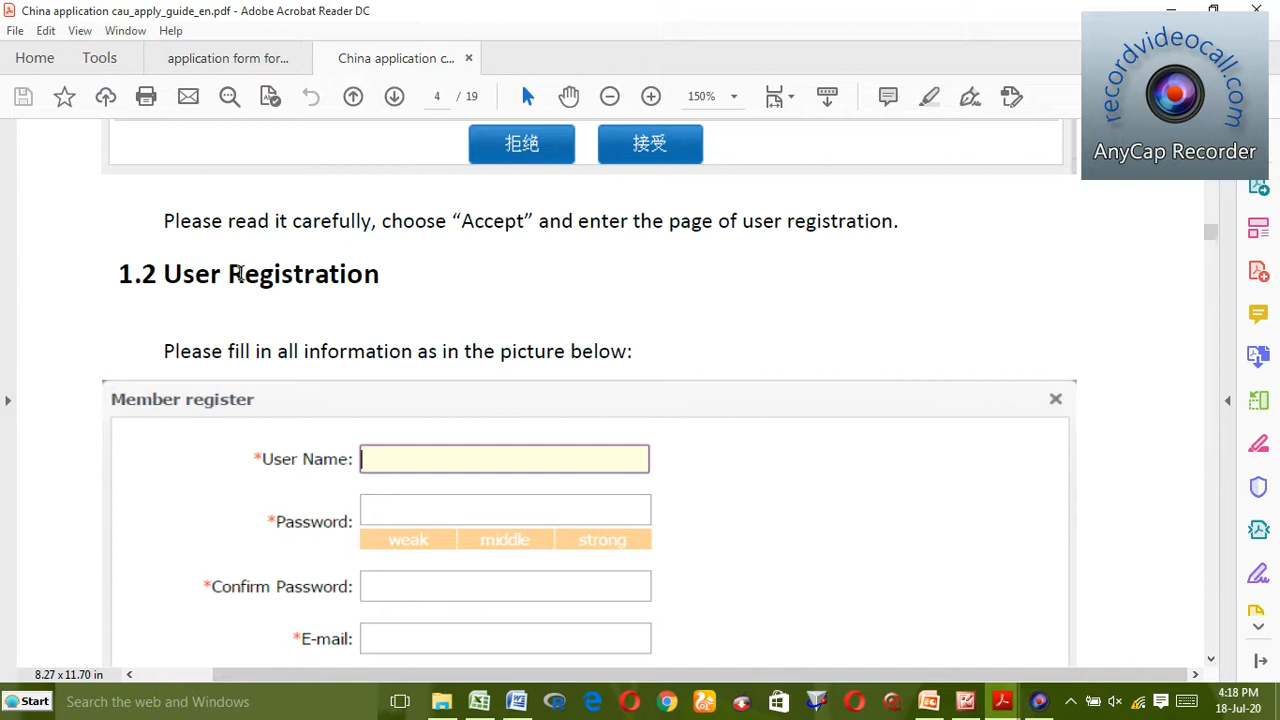 China application cau_apply_guide_en.pdf - Adobe Acrobat Reader DC
File Edit View Window Help
Home Tools application form for... China application c... ×
4 / 19 150%
recordvideocall.com
AnyCap Recorder
拒绝 接受
Please read it carefully, choose “Accept” and enter the page of user registration.
1.2 User Registration
Please fill in all information as in the picture below:
Member register
*User Name:
*Password:
weak middle strong
*Confirm Password:
*E-mail:
8.27 x 11.70 in
Start Search the web and Windows
4:18 PM
18-Jul-20